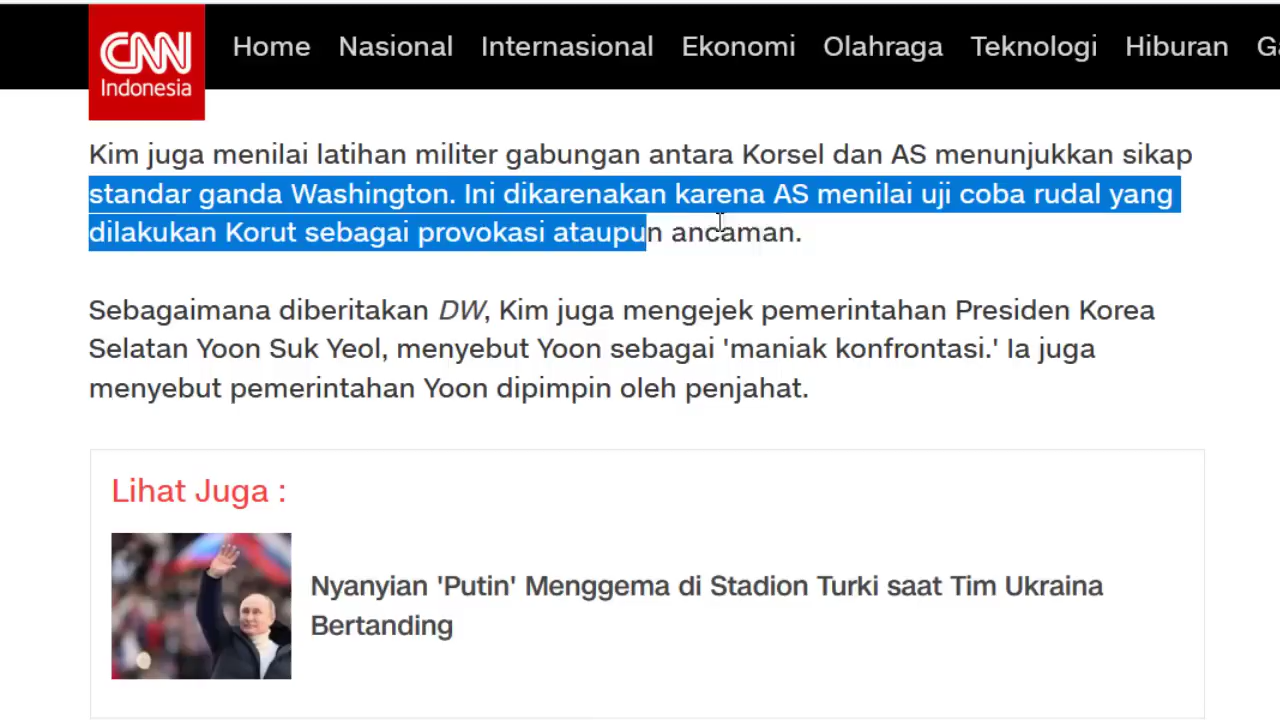 CNN
Indonesia
Home Nasional Internasional Ekonomi Olahraga Teknologi Hiburan
Kim juga menilai latihan militer gabungan antara Korsel dan AS menunjukkan sikap
standar ganda Washington. Ini dikarenakan karena AS menilai uji coba rudal yang
dilakukan Korut sebagai provokasi ataupun ancaman.
Sebagaimana diberitakan DW, Kim juga mengejek pemerintahan Presiden Korea
Selatan Yoon Suk Yeol, menyebut Yoon sebagai 'maniak konfrontasi.' Ia juga
menyebut pemerintahan Yoon dipimpin oleh penjahat.
Lihat Juga :
Nyanyian 'Putin' Menggema di Stadion Turki saat Tim Ukraina
Bertanding